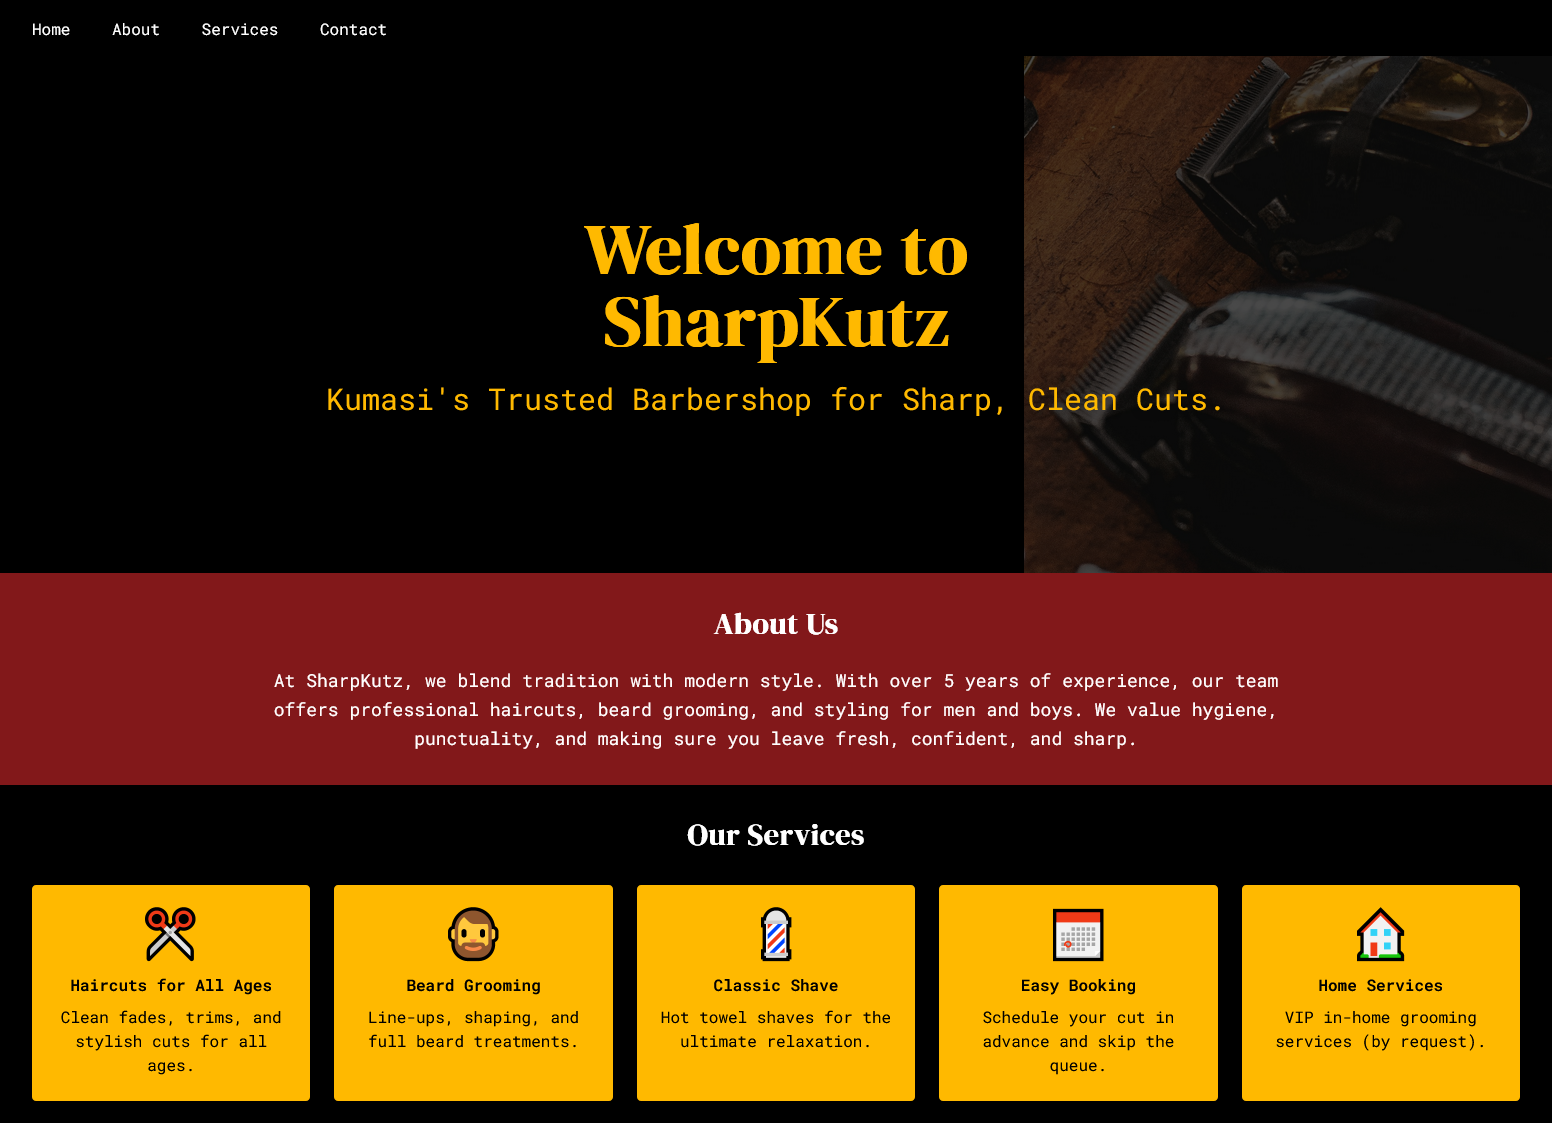 Home About Services Contact
Welcome to
SharpKutz
Kumasi's Trusted Barbershop for Sharp, Clean Cuts.
About Us
At SharpKutz, we blend tradition with modern style. With over 5 years of experience, our team
offers professional haircuts, beard grooming, and styling for men and boys. We value hygiene,
punctuality, and making sure you leave fresh, confident, and sharp.
Our Services
Haircuts for All Ages
Clean fades, trims, and
stylish cuts for all
ages.
Beard Grooming
Line-ups, shaping, and
full beard treatments.
Classic Shave
Hot towel shaves for the
ultimate relaxation.
Easy Booking
Schedule your cut in
advance and skip the
queue.
Home Services
VIP in-home grooming
services (by request).